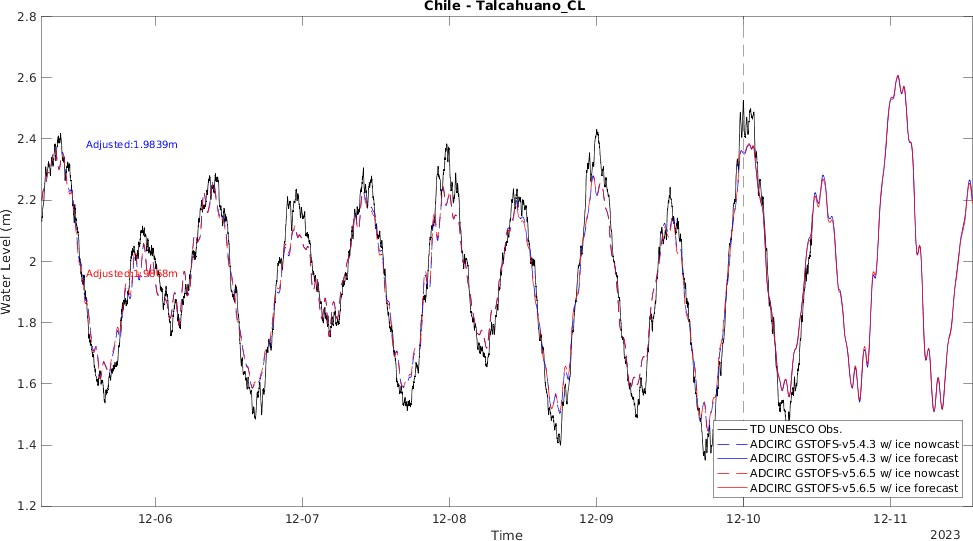 Chile - Talcahuano_CL
2.8
2.6
2.4
2.2
2
1.8
1.6
1.4
1.2
Water Level (m)
Adjusted:1.9839m
Adjusted:1.9868m
TD UNESCO Obs.
ADCIRC GSTOFS-v5.4.3 w/ ice nowcast
ADCIRC GSTOFS-v5.4.3 w/ ice forecast
ADCIRC GSTOFS-v5.6.5 w/ ice nowcast
ADCIRC GSTOFS-v5.6.5 w/ ice forecast
12-06 12-07 12-08 12-09 12-10 12-11
Time
2023